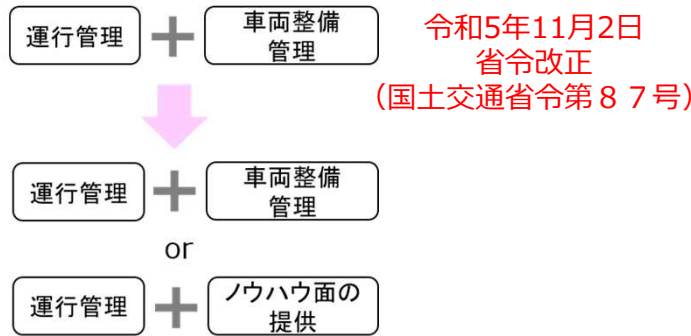 運行管理
車両整備
管理
令和5年11月2日
省令改正
（国土交通省令第８７号）
運行管理
車両整備
管理
or
運行管理
ノウハウ面の
提供